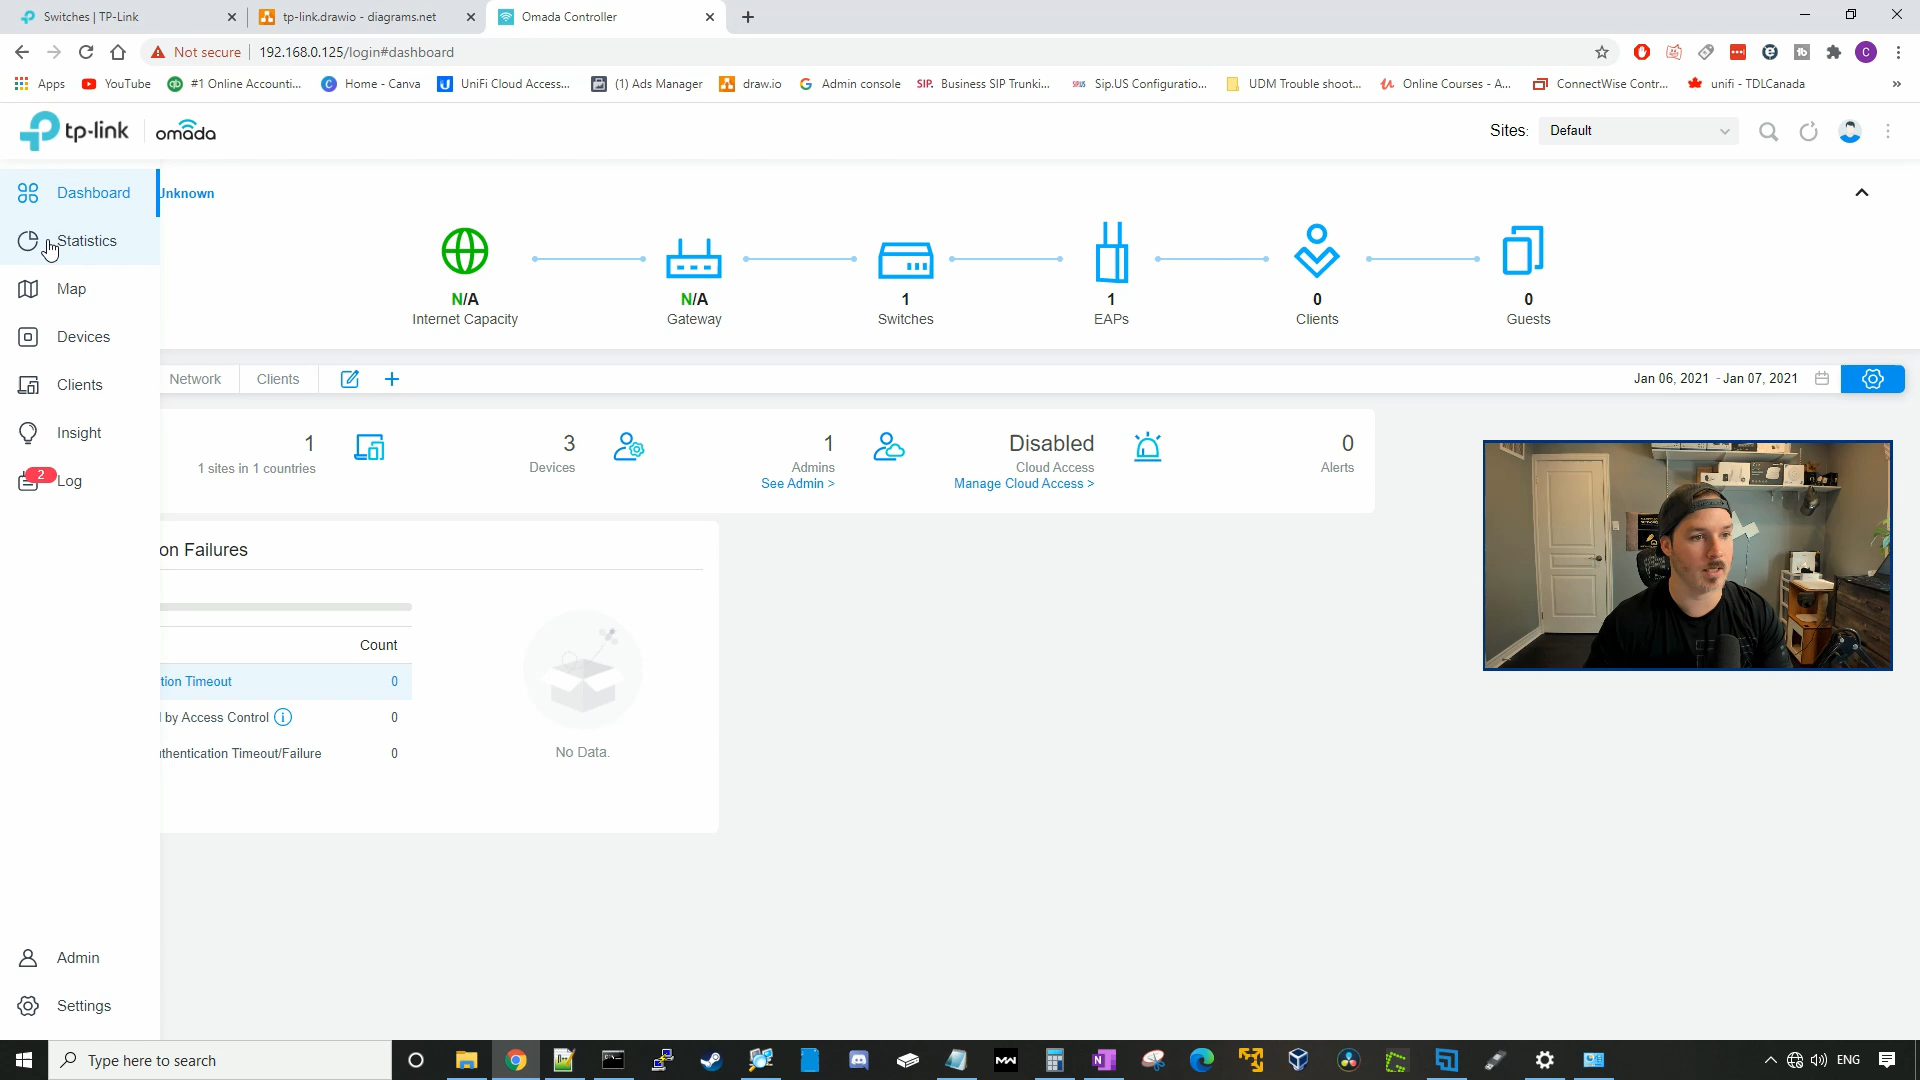 Switches | TP-Link
tp-link.drawio - diagrams.net
Omada Controller
Not secure
192.168.0.125/login#dashboard
Apps
YouTube
#1 Online Accounti...
Home - Canva
UniFi Cloud Access...
(1) Ads Manager
draw.io
Admin console
SIP. Business SIP Trunki...
Sip.US Configuratio...
UDM Trouble shoot...
Online Courses - A...
ConnectWise Contr...
unifi - TDLCanada
»
tp-link
omada
Sites:
Default
Dashboard
Statistics
Map
Devices
Clients
Insight
2
Log
Admin
Settings
Jnknown
N/A
Internet Capacity
N/A
Gateway
1
Switches
1
EAPs
0
Clients
0
Guests
Network
Clients
Jan 06, 2021 - Jan 07, 2021
1
1 sites in 1 countries
3
Devices
1
Admins
See Admin >
Disabled
Cloud Access
Manage Cloud Access >
0
Alerts
on Failures
Count
tion Timeout 0
l by Access Control i 0
thentication Timeout/Failure 0
No Data.
Type here to search
MW
ENG